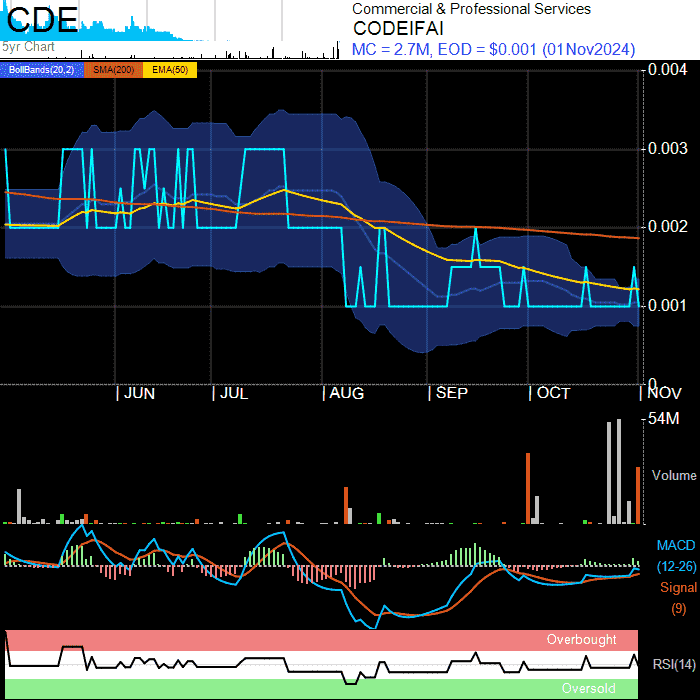 CDE
Commercial & Professional Services
CODEIFAI
5yr Chart
MC = 2.7M, EOD = $0.001 (01Nov2024)
BollBands(20,2) SMA(200) EMA(50)
0.004
0.003
0.002
0.001
0
JUN JUL AUG SEP OCT NOV
54M
Volume
MACD
(12-26)
Signal
(9)
Overbought
RSI(14)
Oversold